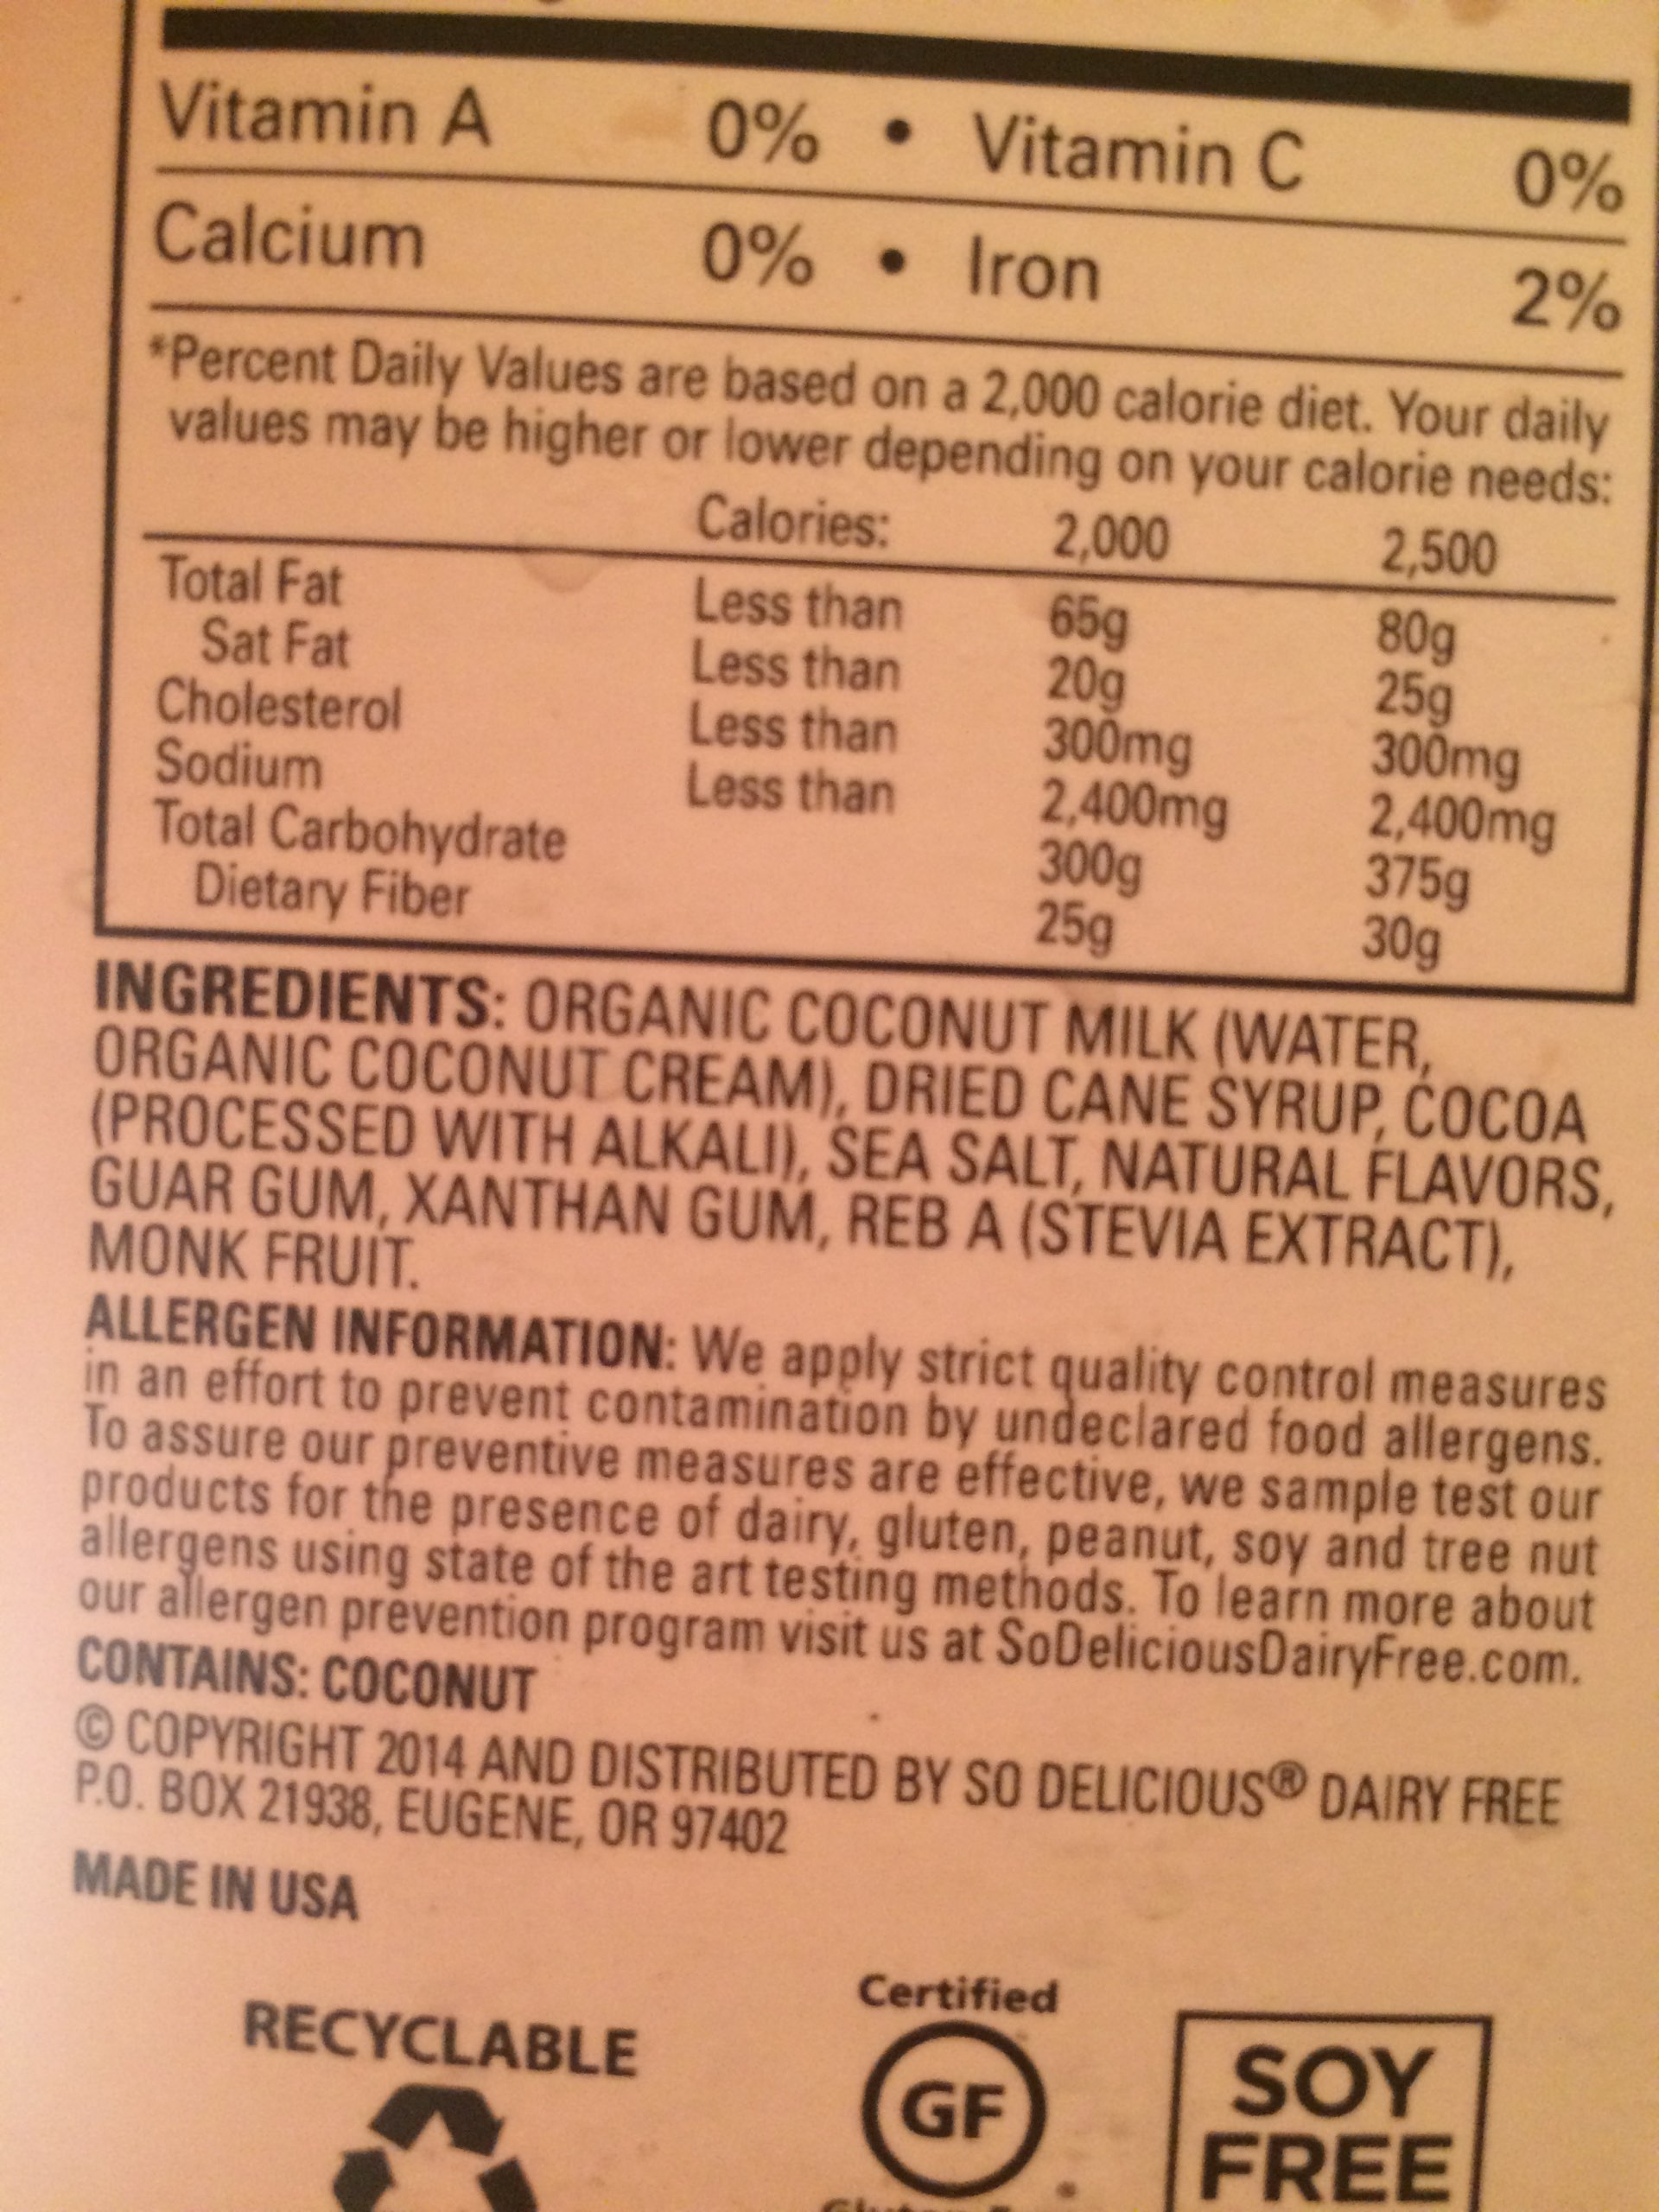 Vitamin A 0% • Vitamin C 0%
Calcium 0% • Iron 2%
*Percent Daily Values are based on a 2,000 calorie diet. Your daily
values may be higher or lower depending on your calorie needs:
Calories: 2,000 2,500
Total Fat Less than 65g 80g
Sat Fat Less than 20g 25g
Cholesterol Less than 300mg 300mg
Sodium Less than 2,400mg 2,400mg
Total Carbohydrate 300g 375g
Dietary Fiber 25g 30g
INGREDIENTS: ORGANIC COCONUT MILK (WATER,
ORGANIC COCONUT CREAM), DRIED CANE SYRUP, COCOA
(PROCESSED WITH ALKALI), SEA SALT, NATURAL FLAVORS,
GUAR GUM, XANTHAN GUM, REB A (STEVIA EXTRACT),
MONK FRUIT.
ALLERGEN INFORMATION: We apply strict quality control measures
in an effort to prevent contamination by undeclared food allergens.
To assure our preventive measures are effective, we sample test our
products for the presence of dairy, gluten, peanut, soy and tree nut
allergens using state of the art testing methods. To learn more about
our allergen prevention program visit us at SoDeliciousDairyFree.com.
CONTAINS: COCONUT
© COPYRIGHT 2014 AND DISTRIBUTED BY SO DELICIOUS® DAIRY FREE
P.O. BOX 21938, EUGENE, OR 97402
MADE IN USA
RECYCLABLE
Certified
GF
SOY
FREE